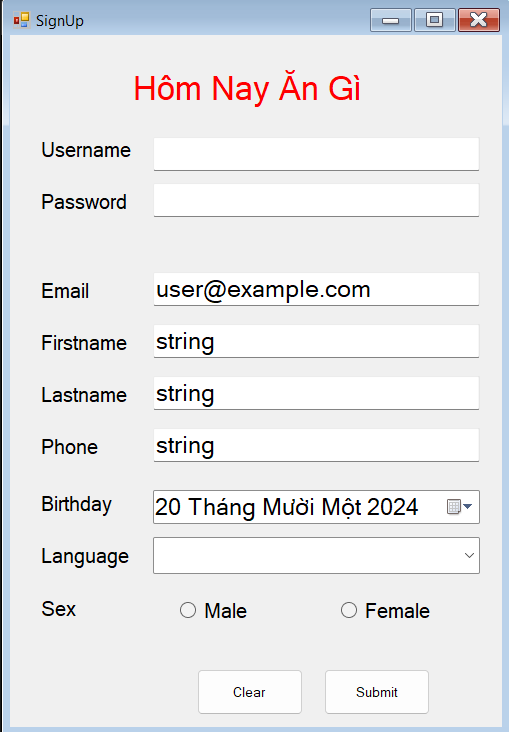 SignUp
Hôm Nay Ăn Gì
Username
Password
Email user@example.com
Firstname string
Lastname string
Phone string
Birthday 20 Tháng Mười Một 2024
Language
Sex Male Female
Clear Submit